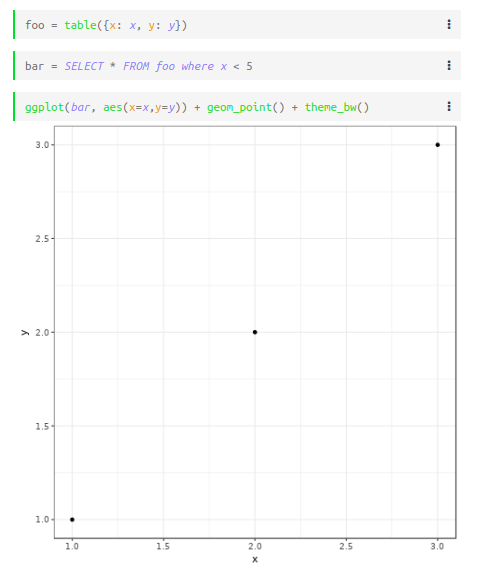 foo = table({x: x, y: y})
bar = SELECT * FROM foo where x < 5
ggplot(bar, aes(x=x,y=y)) + geom_point() + theme_bw()
3.0
2.5
y
2.0
1.5
1.0
1.0 1.5 2.0 2.5 3.0
x